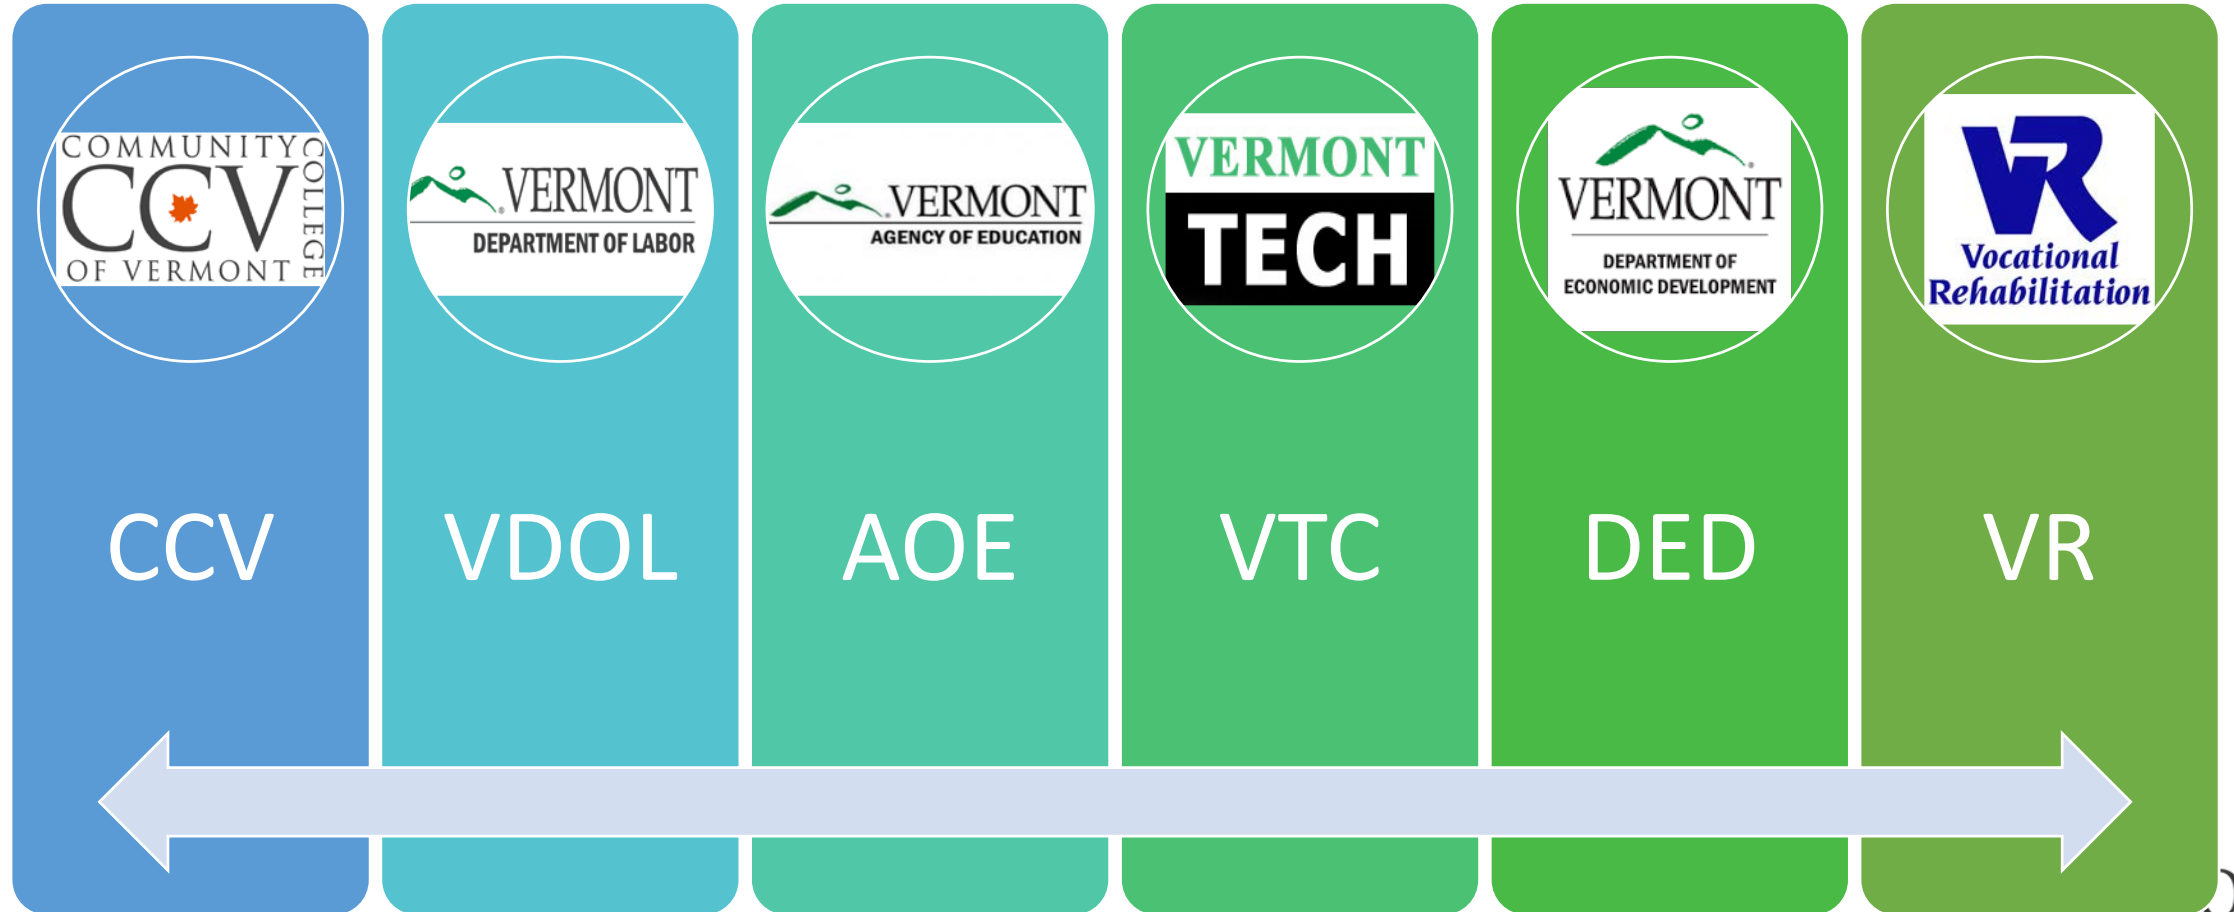 COMMUNITY
COLLEGE
CCV
OF VERMONT
VERMONT
DEPARTMENT OF LABOR
VERMONT
AGENCY OF EDUCATION
VERMONT
TECH
VERMONT
DEPARTMENT OF
ECONOMIC DEVELOPMENT
VR
Vocational
Rehabilitation
CCV
VDOL
AOE
VTC
DED
VR